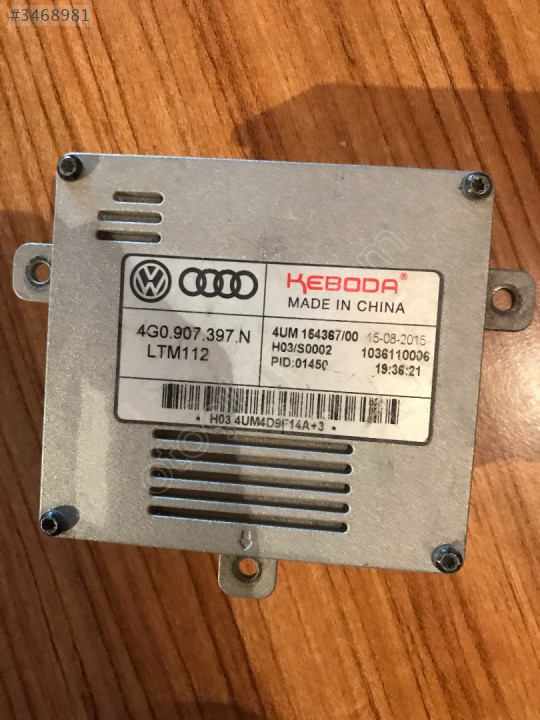 #3468981
KEBODA®
MADE IN CHINA
4G0.907.397.N
LTM112
4UM 154367/00 15-08-2015
H03/S0002 1036110006
PID:01450 19:36:21
* H03 4UM4D9F14A+3 *